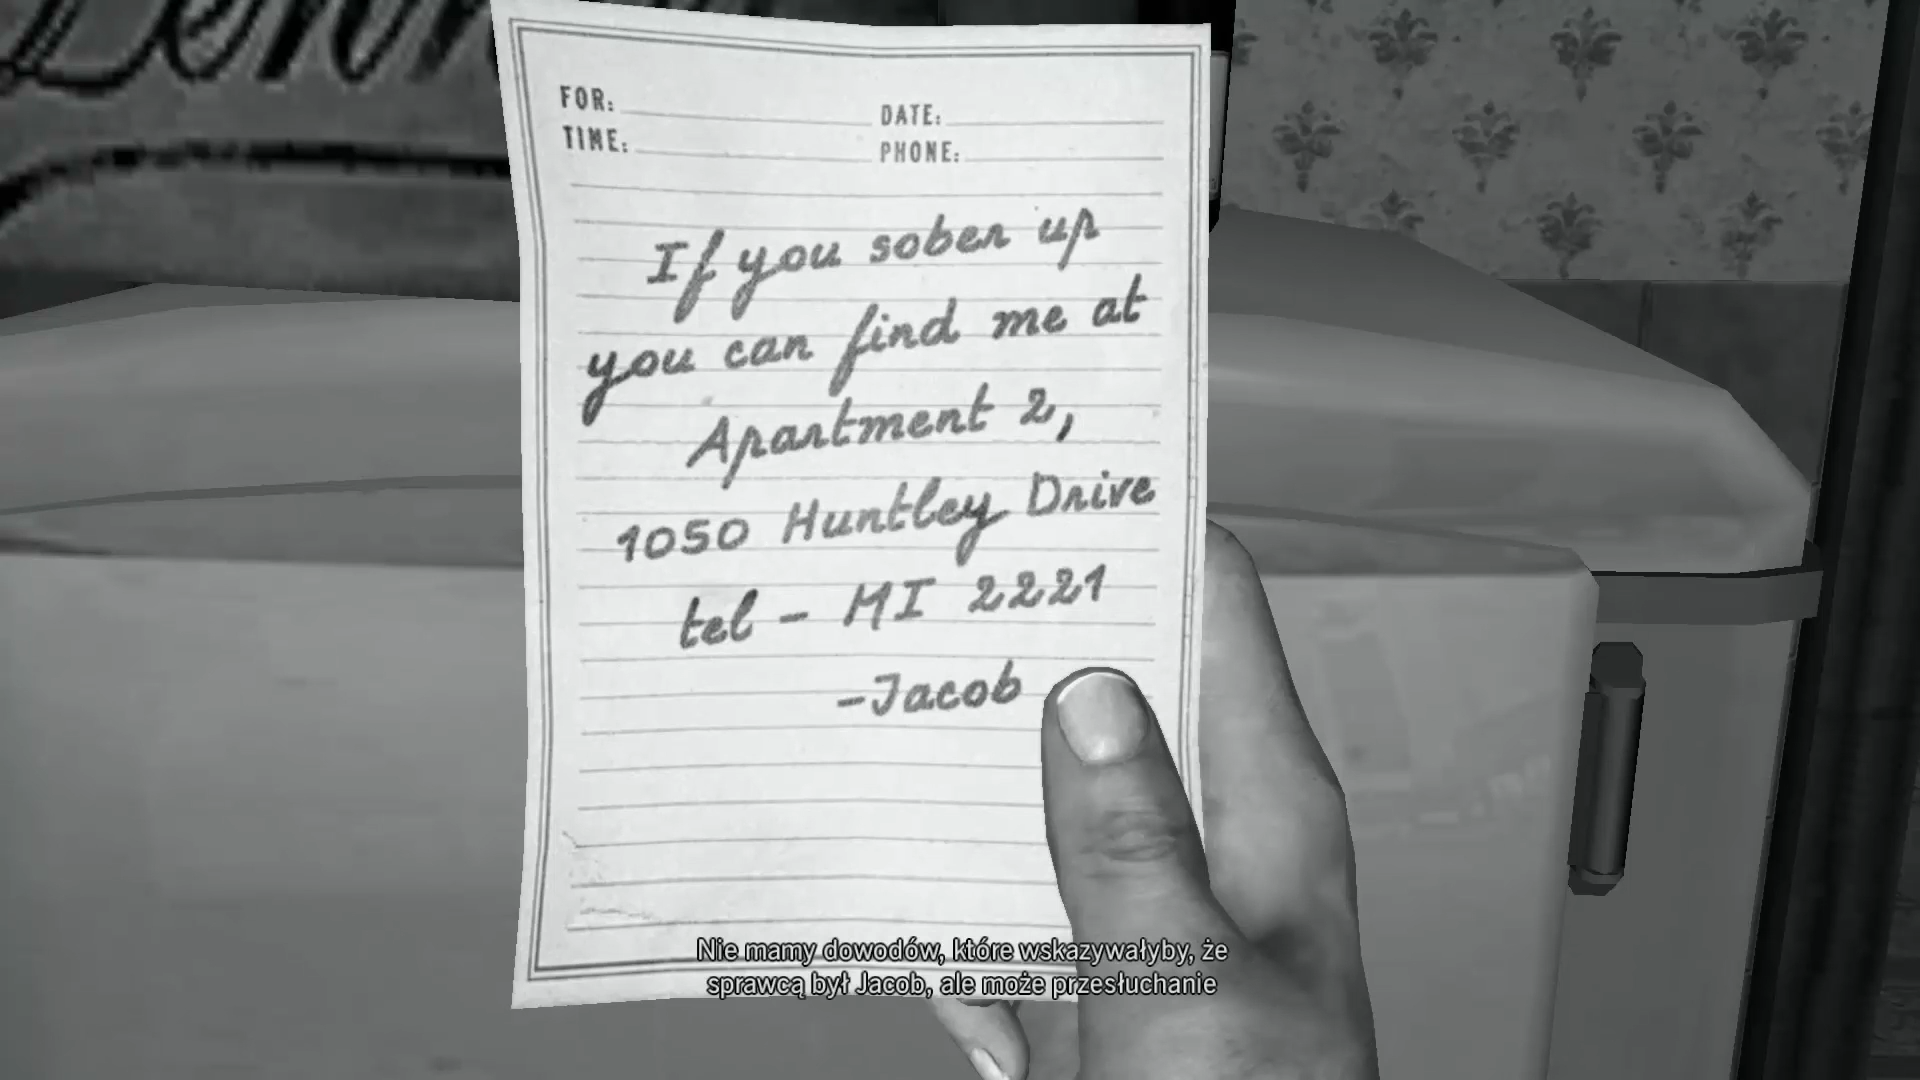 FOR:
DATE:
TIME:
PHONE:
If you sober up
you can find me at
Apartment 2,
1050 Huntley Drive
tel - MI 2221
-Jacob
Nie mamy dowodów, które wskazywałyby, że
sprawcą był Jacob, ale może przesłuchanie